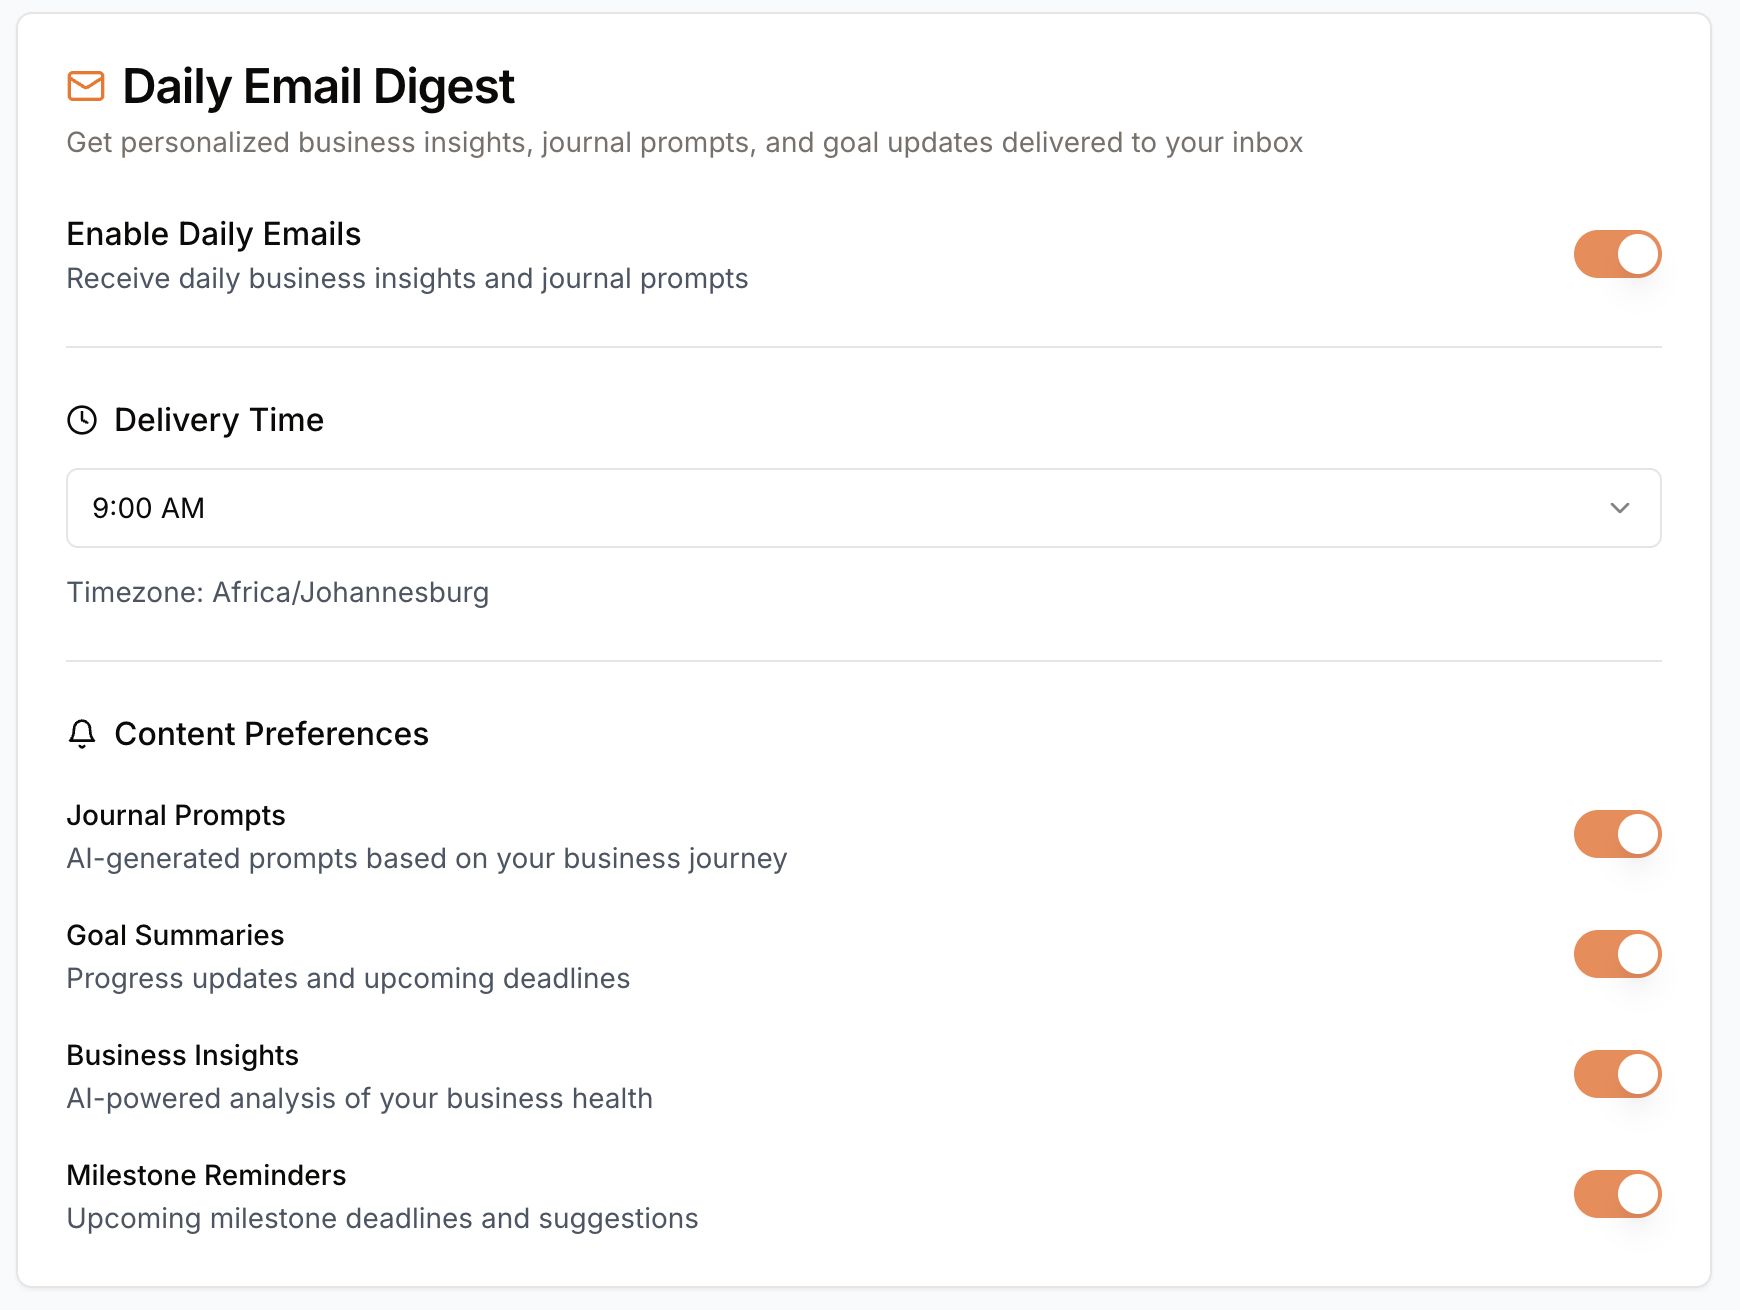 Daily Email Digest
Get personalized business insights, journal prompts, and goal updates delivered to your inbox
Enable Daily Emails
Receive daily business insights and journal prompts
Delivery Time
9:00 AM
Timezone: Africa/Johannesburg
Content Preferences
Journal Prompts
AI-generated prompts based on your business journey
Goal Summaries
Progress updates and upcoming deadlines
Business Insights
AI-powered analysis of your business health
Milestone Reminders
Upcoming milestone deadlines and suggestions